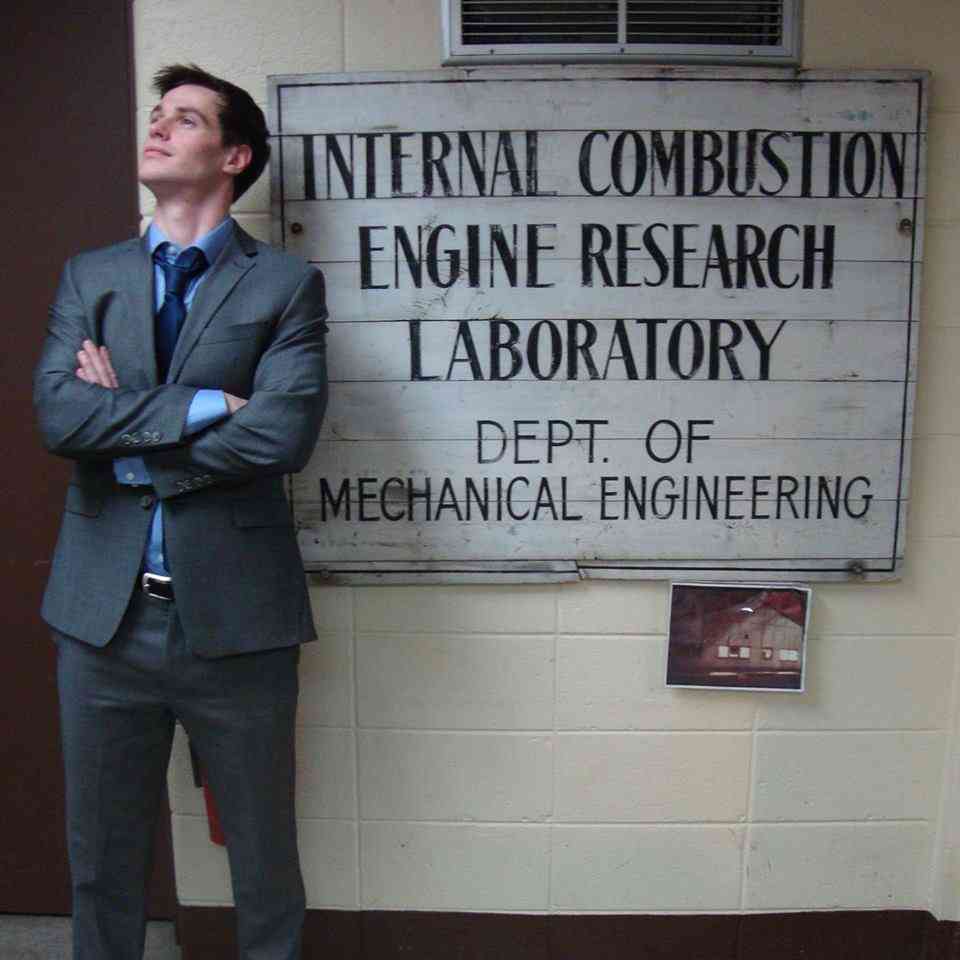 INTERNAL COMBUSTION
ENGINE RESEARCH
LABORATORY
DEPT. OF
MECHANICAL ENGINEERING